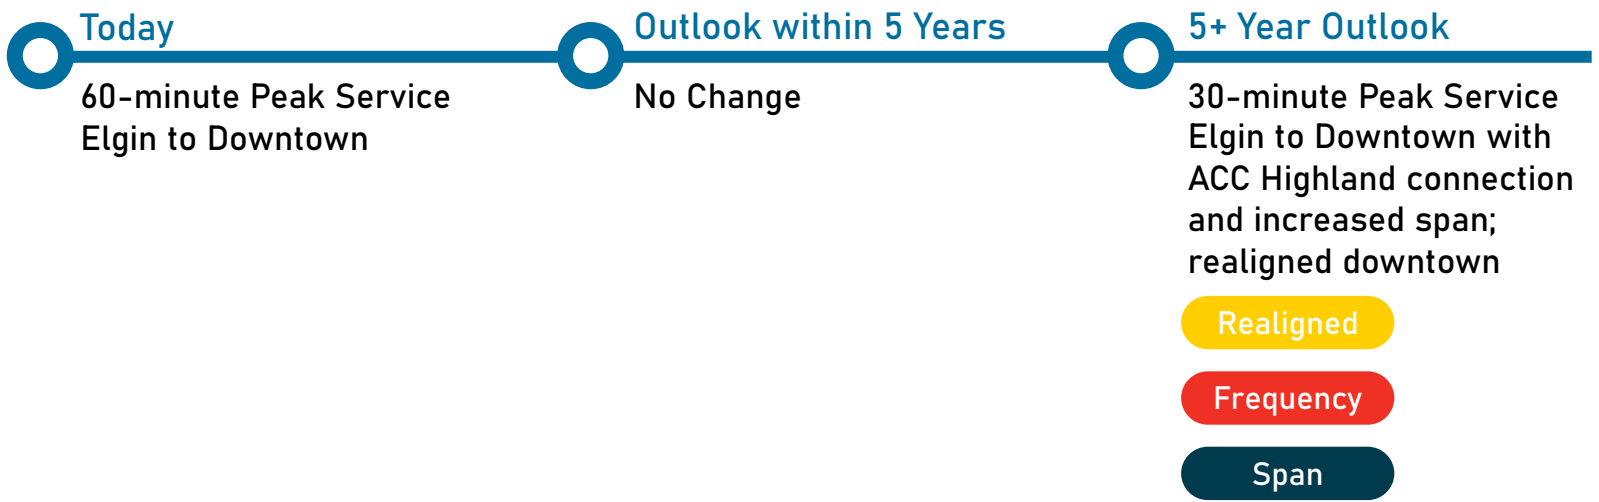 Today
60-minute Peak Service
Elgin to Downtown
Outlook within 5 Years
No Change
5+ Year Outlook
30-minute Peak Service
Elgin to Downtown with
ACC Highland connection
and increased span;
realigned downtown
Realigned
Frequency
Span